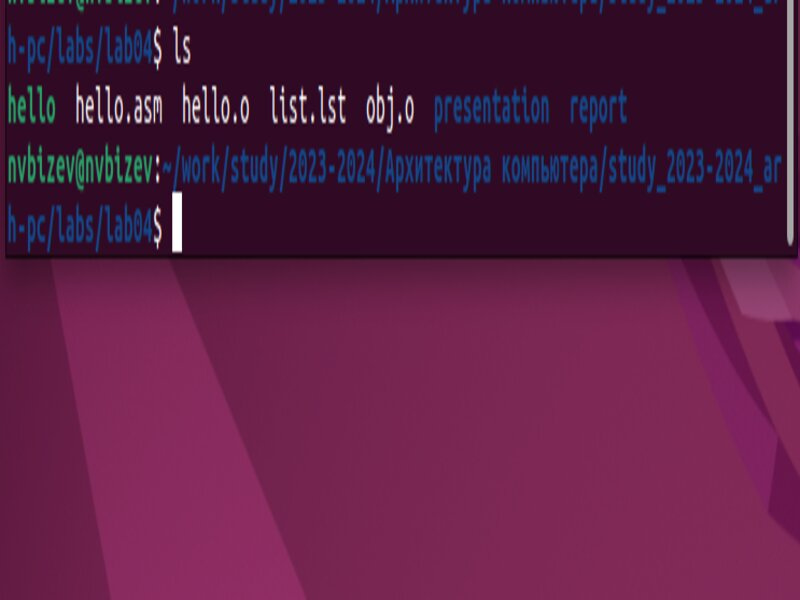 h-pc/labs/lab04$ ls
hello hello.asm hello.o list.lst obj.o presentation report
nvbizev@nvbizev:~/work/study/2023-2024/Архитектура компьютера/study_2023-2024_ar
h-pc/labs/lab04$